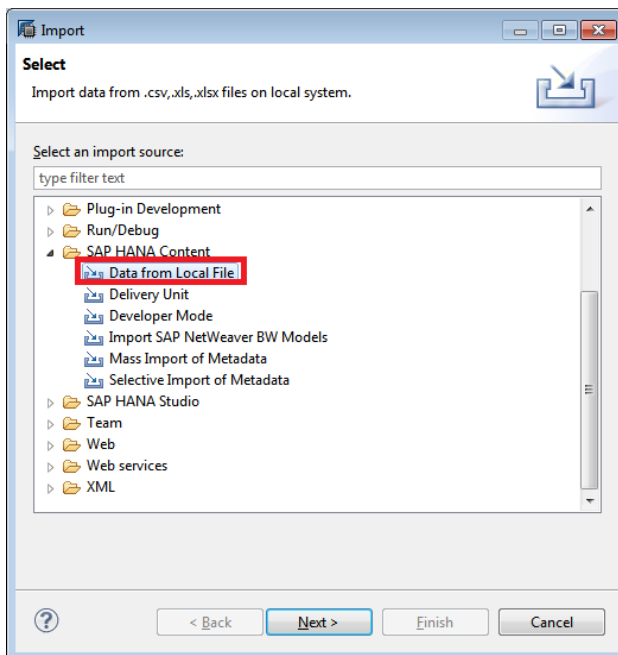 Import
Select
Import data from .csv,.xls,.xlsx files on local system.
Select an import source:
type filter text
Plug-in Development
Run/Debug
SAP HANA Content
Data from Local File
Delivery Unit
Developer Mode
Import SAP NetWeaver BW Models
Mass Import of Metadata
Selective Import of Metadata
SAP HANA Studio
Team
Web
Web services
XML
?
< Back Next > Finish Cancel